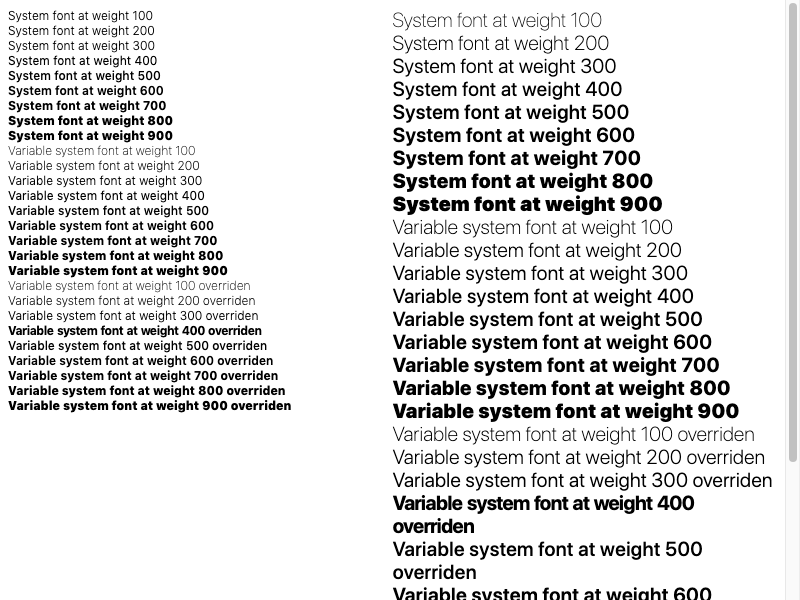 System font at weight 100
System font at weight 200
System font at weight 300
System font at weight 400
System font at weight 500
System font at weight 600
System font at weight 700
System font at weight 800
System font at weight 900
Variable system font at weight 100
Variable system font at weight 200
Variable system font at weight 300
Variable system font at weight 400
Variable system font at weight 500
Variable system font at weight 600
Variable system font at weight 700
Variable system font at weight 800
Variable system font at weight 900
Variable system font at weight 100 overriden
Variable system font at weight 200 overriden
Variable system font at weight 300 overriden
Variable system font at weight 400 overriden
Variable system font at weight 500 overriden
Variable system font at weight 600 overriden
Variable system font at weight 700 overriden
Variable system font at weight 800 overriden
Variable system font at weight 900 overriden
System font at weight 100
System font at weight 200
System font at weight 300
System font at weight 400
System font at weight 500
System font at weight 600
System font at weight 700
System font at weight 800
System font at weight 900
Variable system font at weight 100
Variable system font at weight 200
Variable system font at weight 300
Variable system font at weight 400
Variable system font at weight 500
Variable system font at weight 600
Variable system font at weight 700
Variable system font at weight 800
Variable system font at weight 900
Variable system font at weight 100 overriden
Variable system font at weight 200 overriden
Variable system font at weight 300 overriden
Variable system font at weight 400
overriden
Variable system font at weight 500
overriden
Variable system font at weight 600